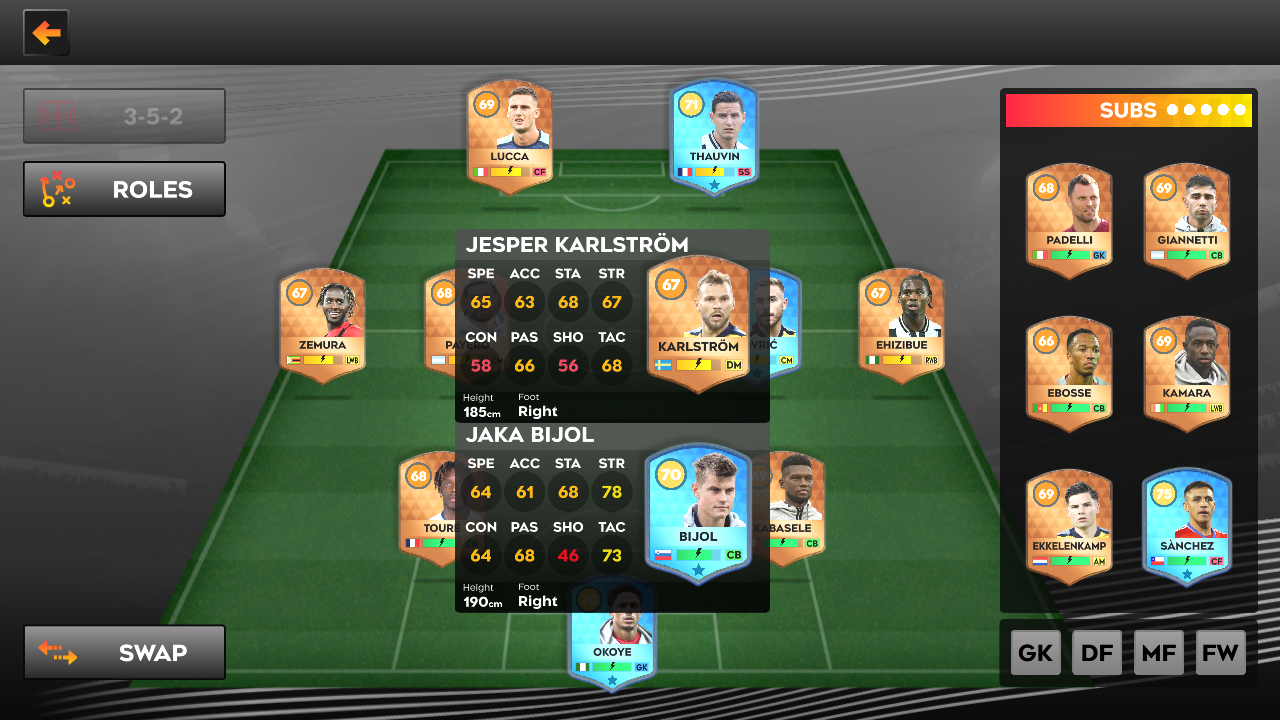 3-5-2
ROLES
69
LUCCA
CF
71
THAUVIN
SS
SUBS
68
PADELLI
GK
69
GIANNETTI
CB
66
EBOSSE
CB
69
KAMARA
LWB
69
EKKELENKAMP
AM
75
SÀNCHEZ
CF
67
ZEMURA
LWB
68
JESPER KARLSTRÖM
SPE ACC STA STR
65 63 68 67
CON PAS SHO TAC
58 66 56 68
Height Foot
185cm Right
67
KARLSTRÖM
DM
CM
67
EHIZIBUE
RWB
68
TOURE
JAKA BIJOL
SPE ACC STA STR
64 61 68 78
CON PAS SHO TAC
64 68 46 73
Height Foot
190cm Right
70
BIJOL
CB
KABASELE
CB
OKOYE
GK
SWAP
GK DF MF FW